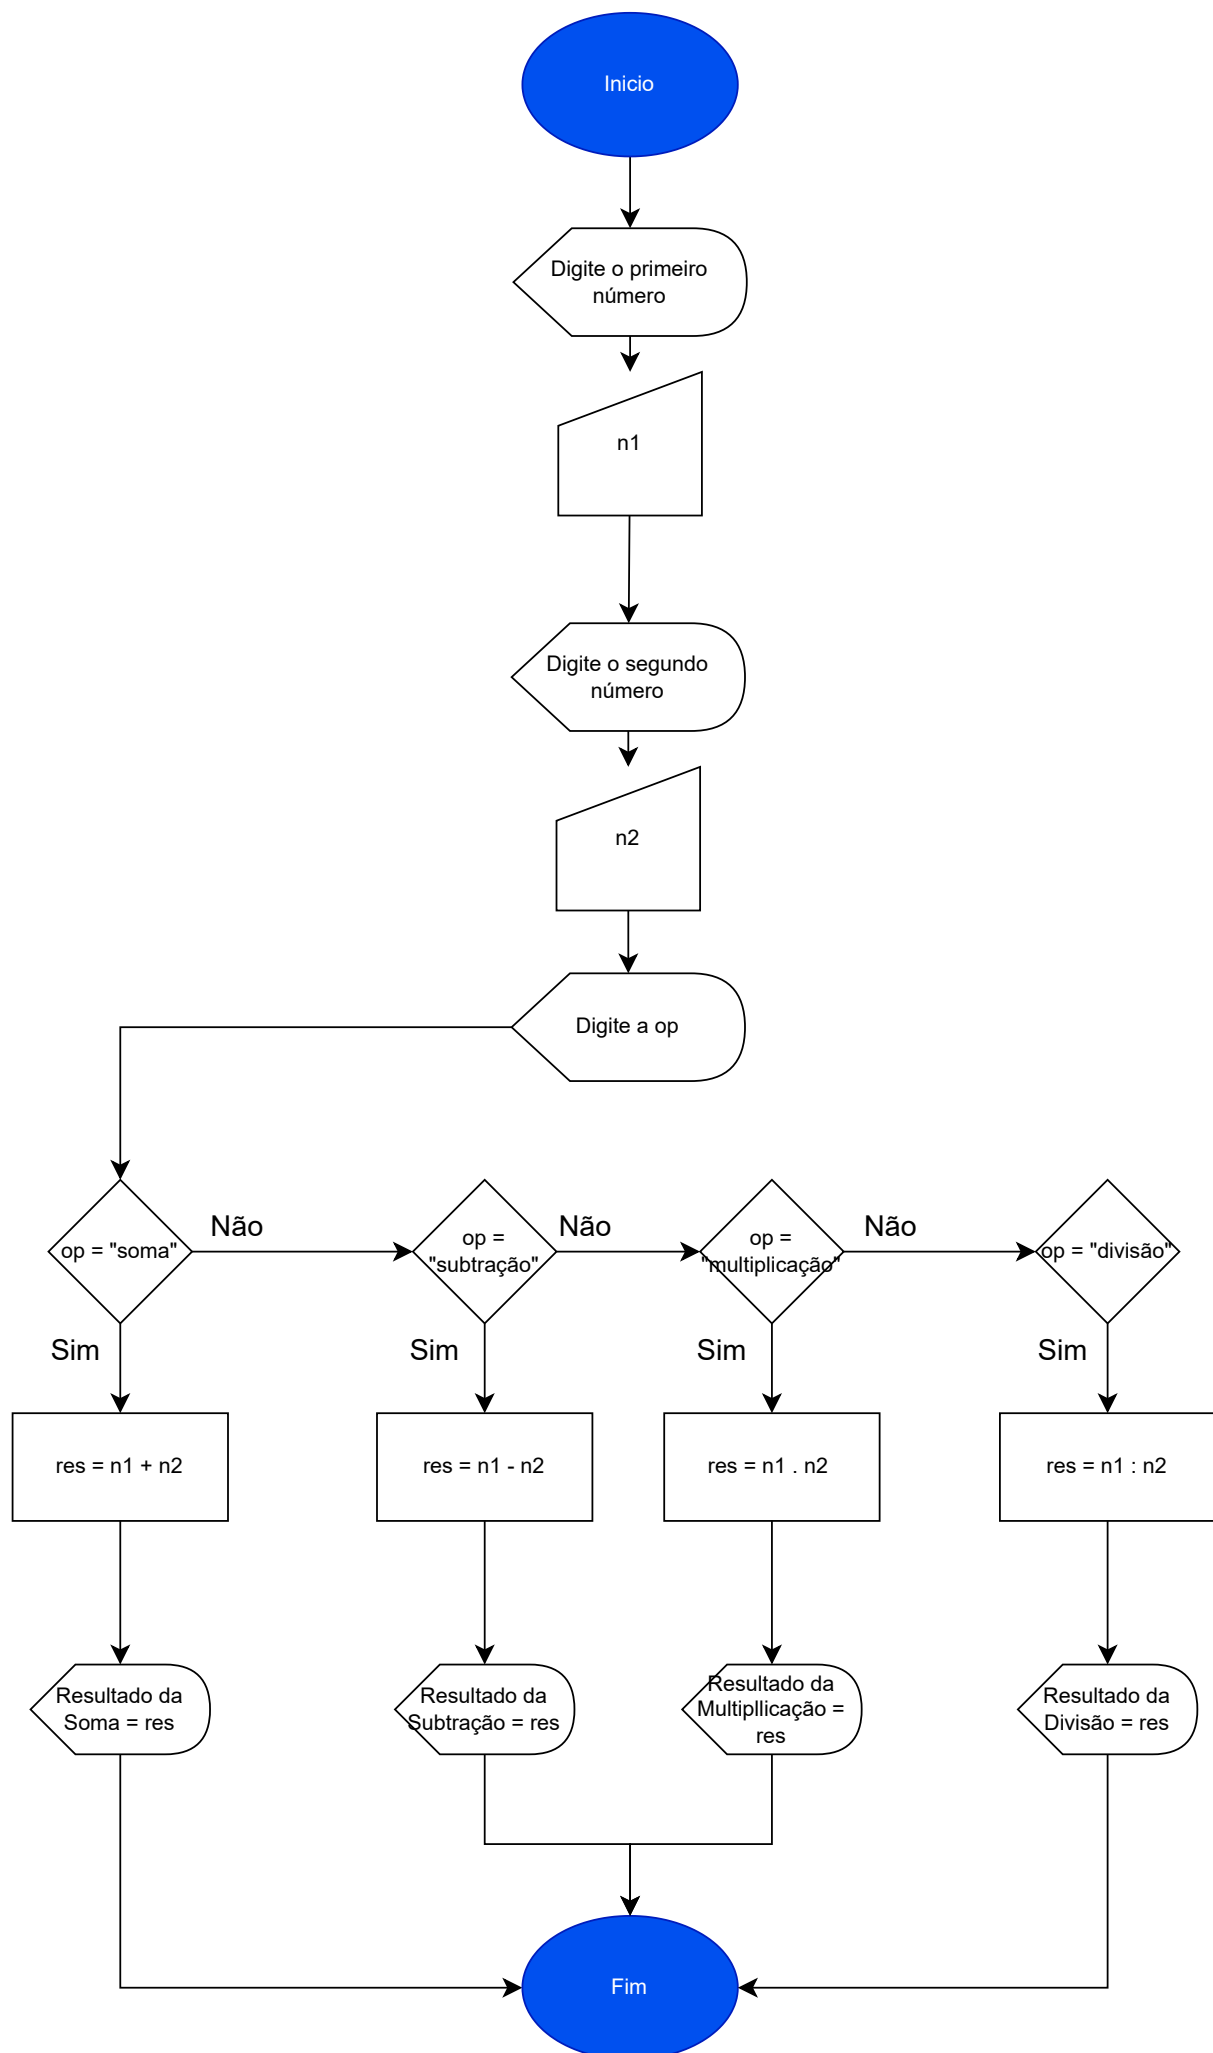 Inicio
Digite o primeiro
número
n1
Digite o segundo
número
n2
Digite a op
op = "soma"
Não
op =
"subtração"
Não
op =
"multiplicação"
Não
op = "divisão"
Sim
Sim
Sim
Sim
res = n1 + n2
res = n1 - n2
res = n1 . n2
res = n1 : n2
Resultado da
Soma = res
Resultado da
Subtração = res
Resultado da
Multipllicação =
res
Resultado da
Divisão = res
Fim